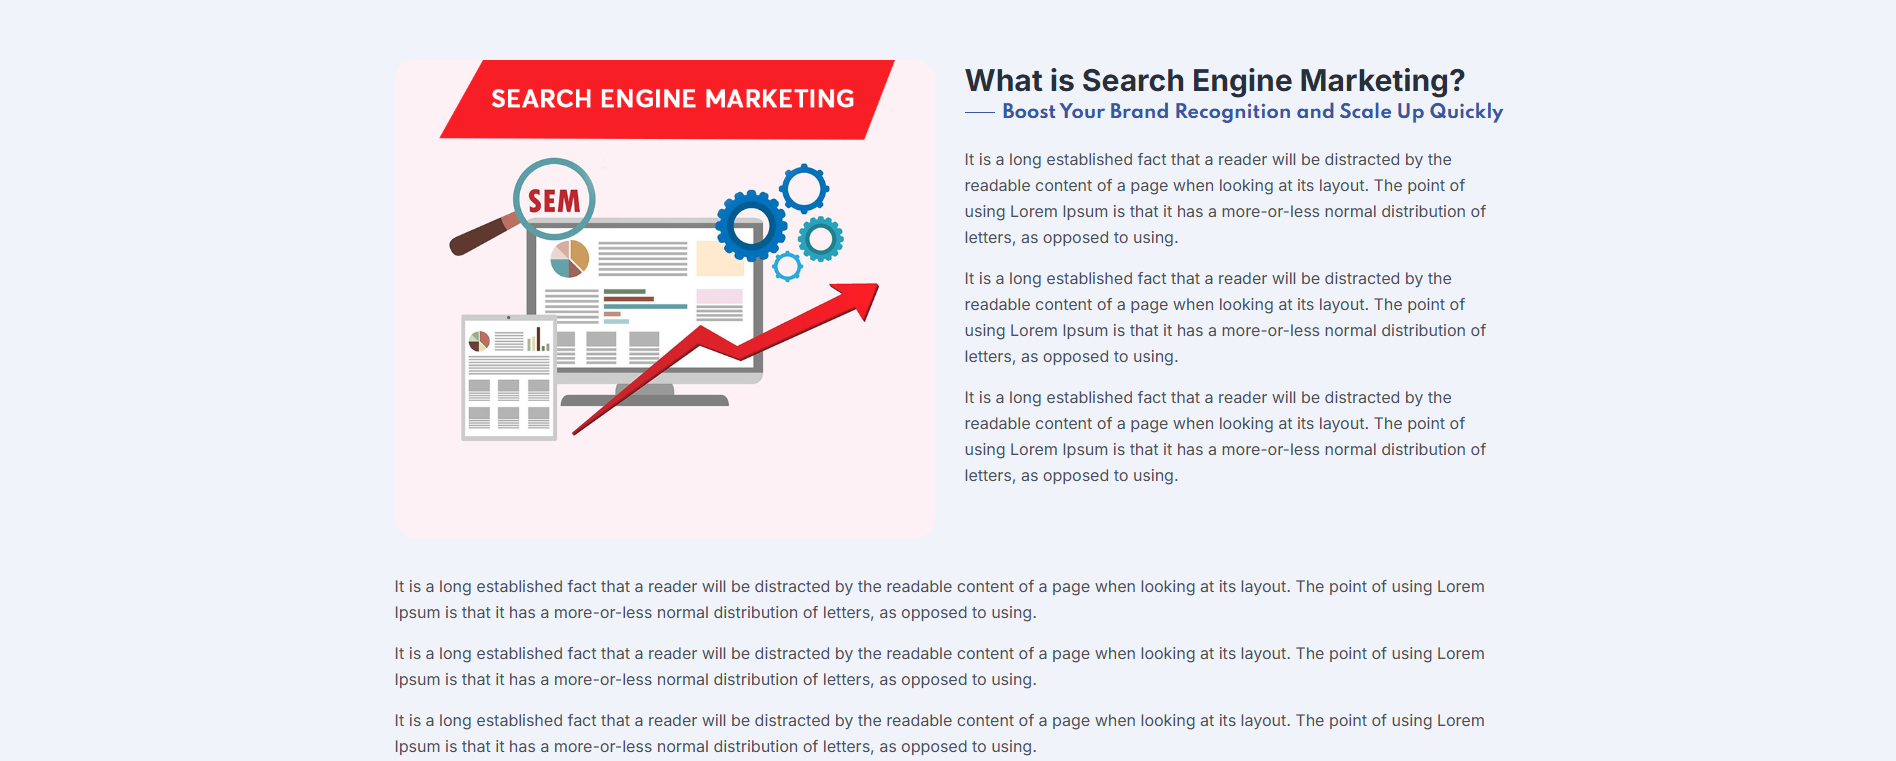 SEARCH ENGINE MARKETING
SEM
What is Search Engine Marketing?
Boost Your Brand Recognition and Scale Up Quickly
It is a long established fact that a reader will be distracted by the
readable content of a page when looking at its layout. The point of
using Lorem Ipsum is that it has a more-or-less normal distribution of
letters, as opposed to using.
It is a long established fact that a reader will be distracted by the
readable content of a page when looking at its layout. The point of
using Lorem Ipsum is that it has a more-or-less normal distribution of
letters, as opposed to using.
It is a long established fact that a reader will be distracted by the
readable content of a page when looking at its layout. The point of
using Lorem Ipsum is that it has a more-or-less normal distribution of
letters, as opposed to using.
It is a long established fact that a reader will be distracted by the readable content of a page when looking at its layout. The point of using Lorem
Ipsum is that it has a more-or-less normal distribution of letters, as opposed to using.
It is a long established fact that a reader will be distracted by the readable content of a page when looking at its layout. The point of using Lorem
Ipsum is that it has a more-or-less normal distribution of letters, as opposed to using.
It is a long established fact that a reader will be distracted by the readable content of a page when looking at its layout. The point of using Lorem
Ipsum is that it has a more-or-less normal distribution of letters, as opposed to using.